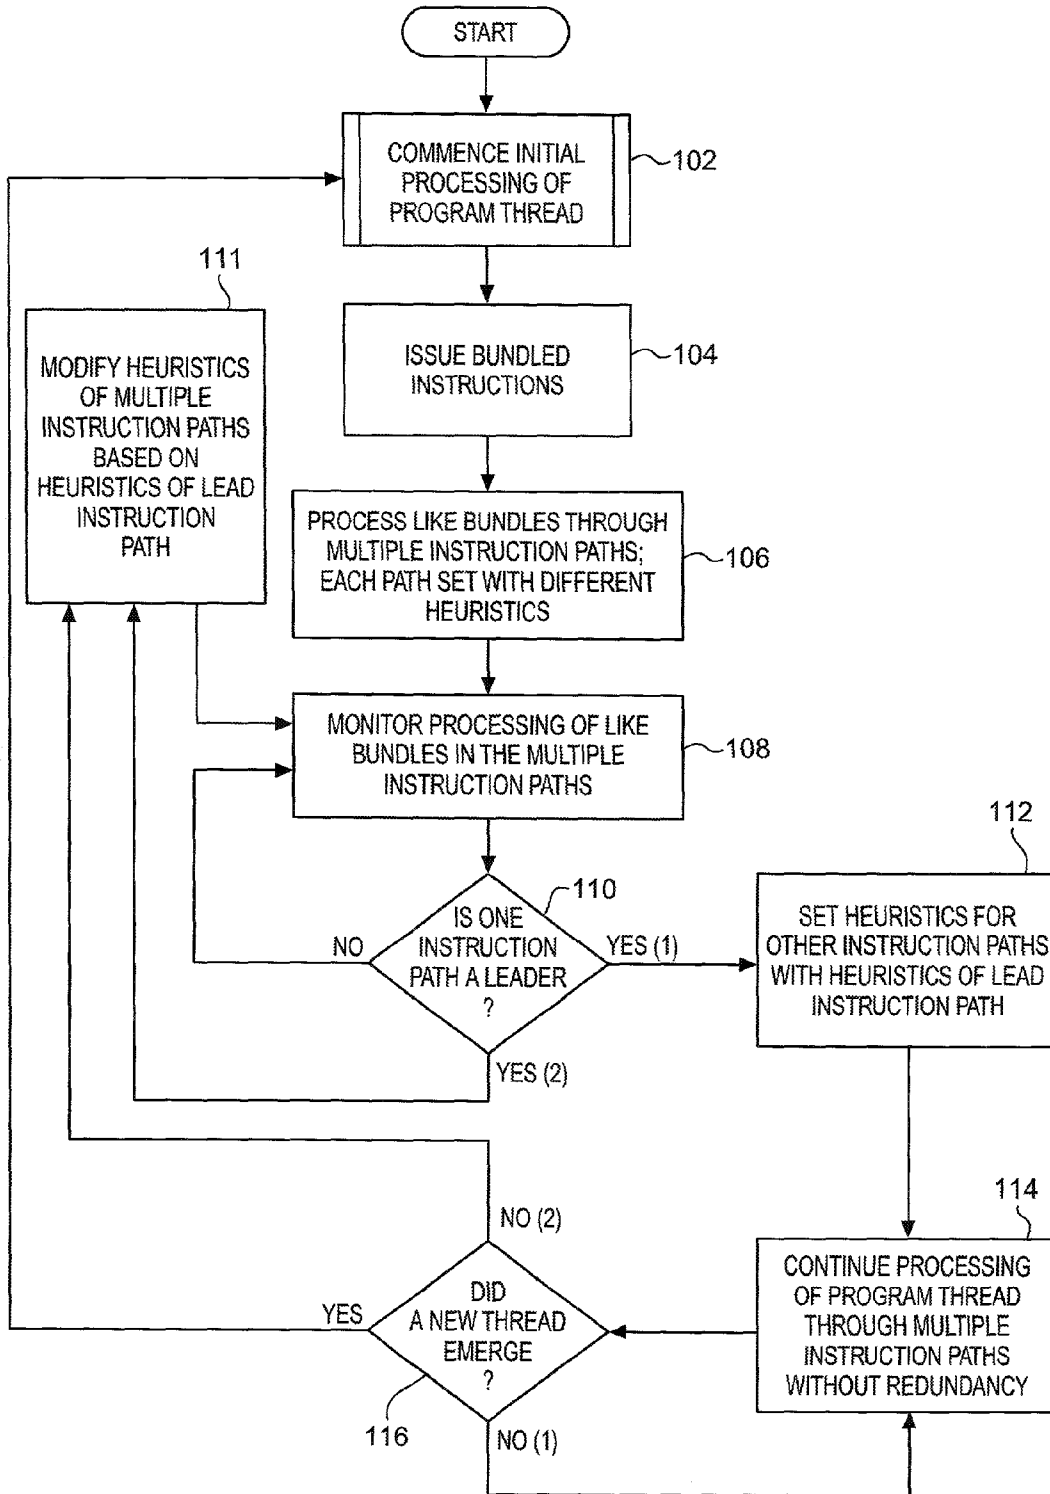 START
COMMENCE INITIAL
PROCESSING OF
PROGRAM THREAD
102
111
MODIFY HEURISTICS
OF MULTIPLE
INSTRUCTION PATHS
BASED ON
HEURISTICS OF LEAD
INSTRUCTION
PATH
ISSUE BUNDLED
INSTRUCTIONS
104
PROCESS LIKE BUNDLES THROUGH
MULTIPLE INSTRUCTION PATHS;
EACH PATH SET WITH DIFFERENT
HEURISTICS
106
MONITOR PROCESSING OF LIKE
BUNDLES IN THE MULTIPLE
INSTRUCTION PATHS
108
110
IS ONE
INSTRUCTION
PATH A LEADER
?
NO
YES (1)
YES (2)
112
SET HEURISTICS FOR
OTHER INSTRUCTION PATHS
WITH HEURISTICS OF LEAD
INSTRUCTION PATH
114
CONTINUE PROCESSING
OF PROGRAM THREAD
THROUGH MULTIPLE
INSTRUCTION PATHS
WITHOUT REDUNDANCY
NO (2)
DID
A NEW THREAD
EMERGE
?
YES
116
NO (1)